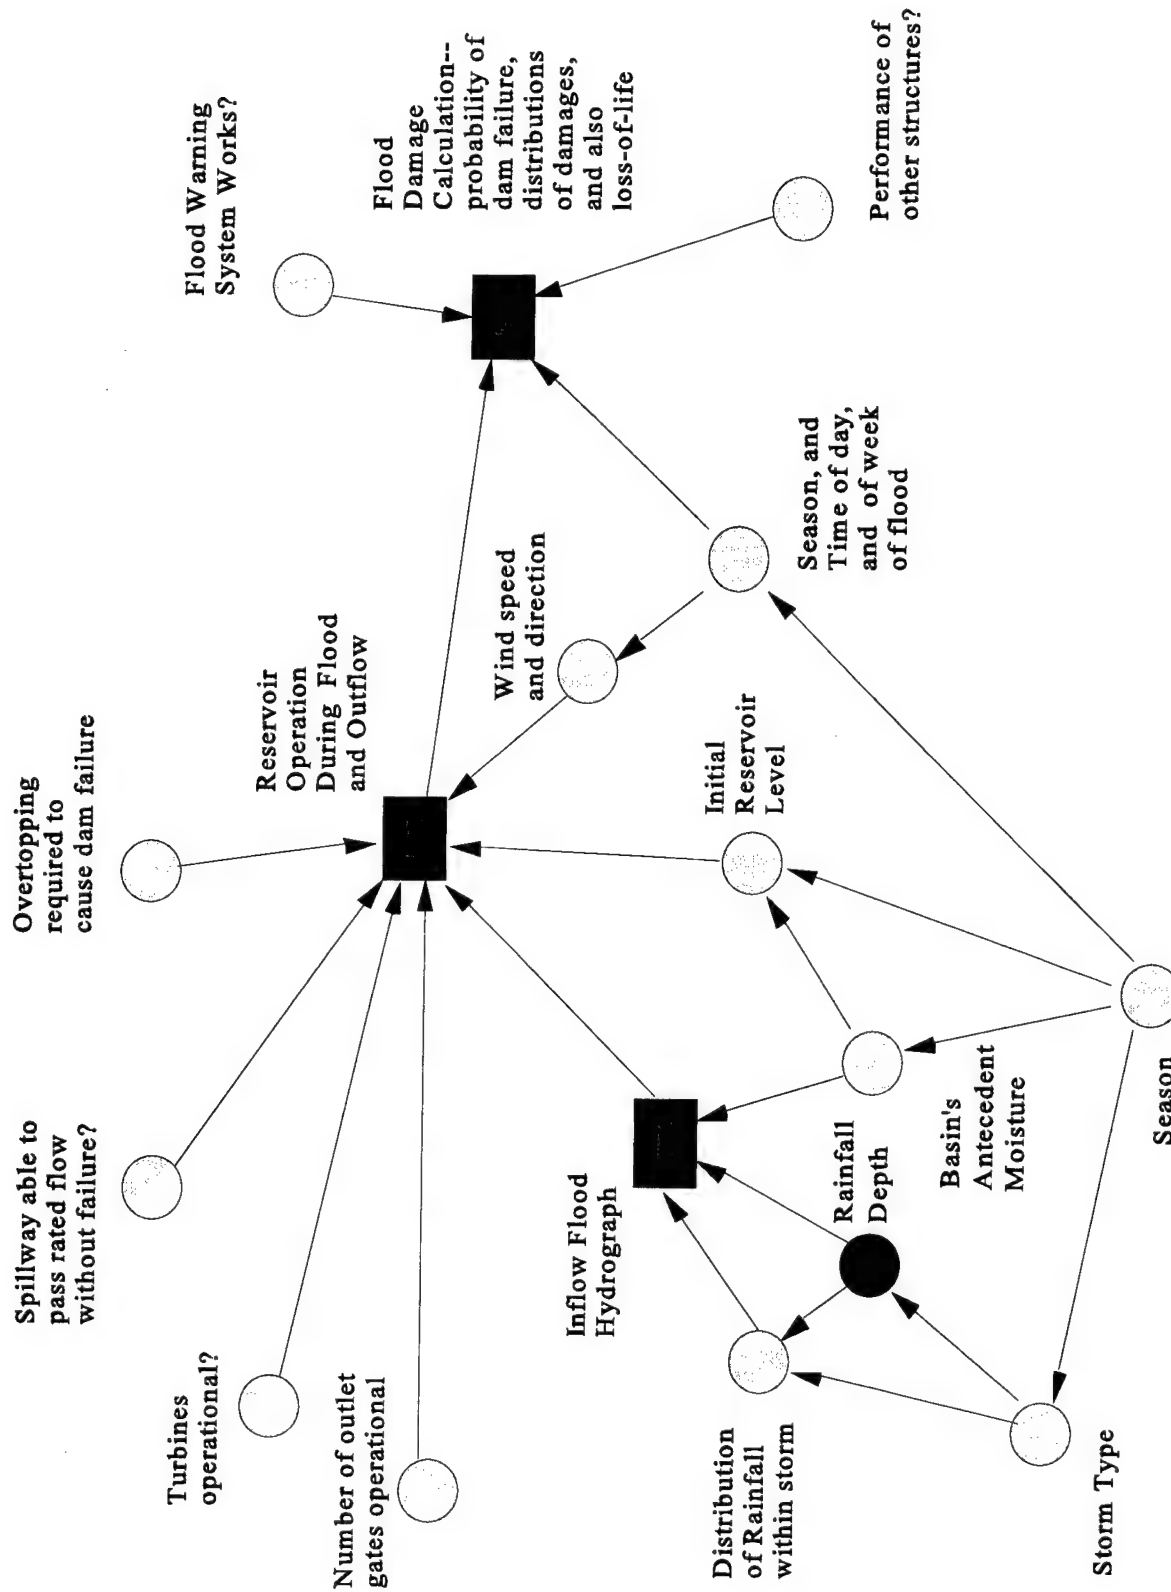 Overtopping
required to
cause dam failure
Spillway able to
pass rated flow
without failure?
Turbines
operational?
Number of outlet
gates operational
Reservoir
Operation
During Flood
and Outflow
Flood Warning
System Works?
Flood
Damage
Calculation--
probability of
dam failure,
distributions
of damages,
and also
loss-of-life
Wind speed
and direction
Inflow Flood
Hydrograph
Initial
Reservoir
Level
Season, and
Time of day,
and of week
of flood
Performance of
other structures?
Distribution
of Rainfall
within storm
Rainfall
Depth
Basin's
Antecedent
Moisture
Storm Type
Season